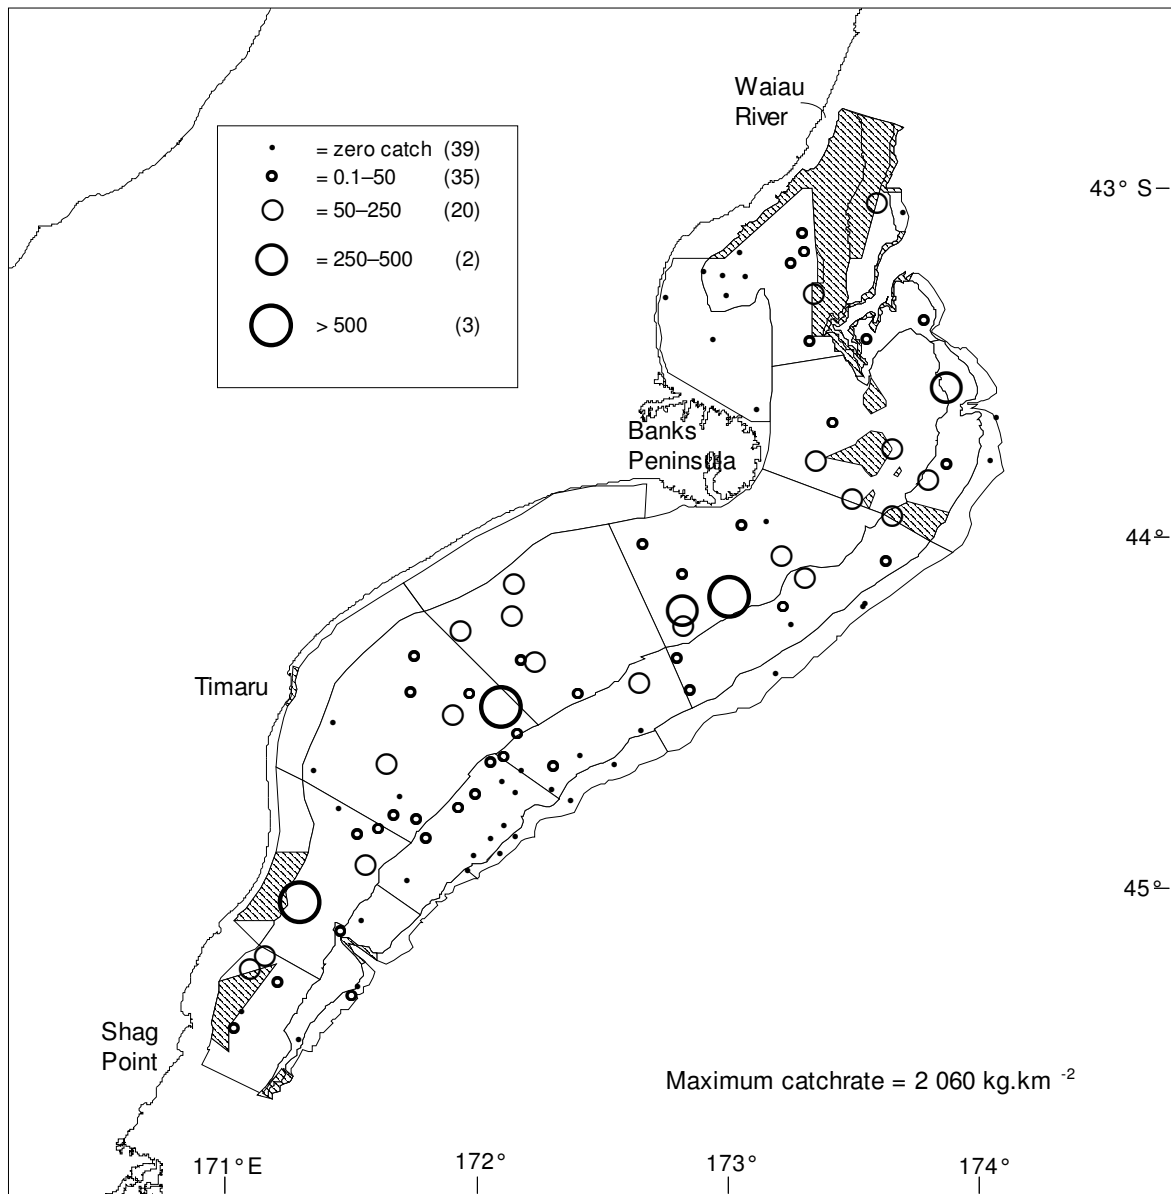 Waiau
River
= zero catch (39)
= 0.1–50 (35)
= 50–250 (20)
= 250–500 (2)
> 500 (3)
43° S
Banks
Peninsula
44°
Timaru
45°
Shag
Point
Maximum catchrate = 2 060 kg.km -2
171° E 172° 173° 174°